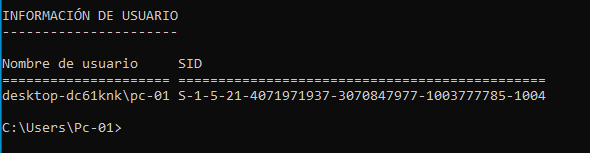 INFORMACIÓN DE USUARIO
----------------------
Nombre de usuario     SID
===================== ==============================================
desktop-dc61knk\pc-01 S-1-5-21-4071971937-3070847977-1003777785-1004
C:\Users\Pc-01>